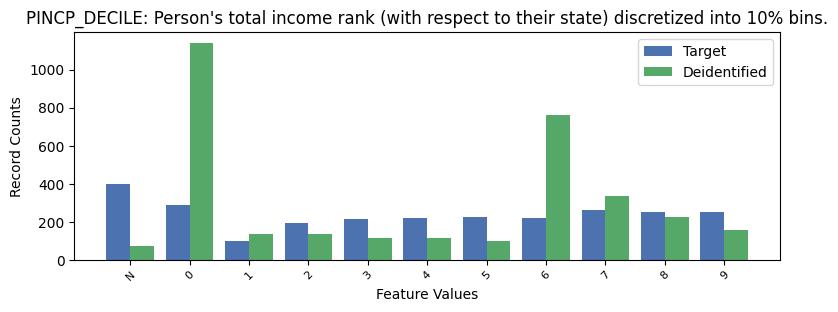 PINCP_DECILE: Person's total income rank (with respect to their state) discretized into 10% bins.
Target
Deidentified
Record Counts
1000
800
600
400
200
0
N 0 1 2 3 4 5 6 7 8 9
Feature Values